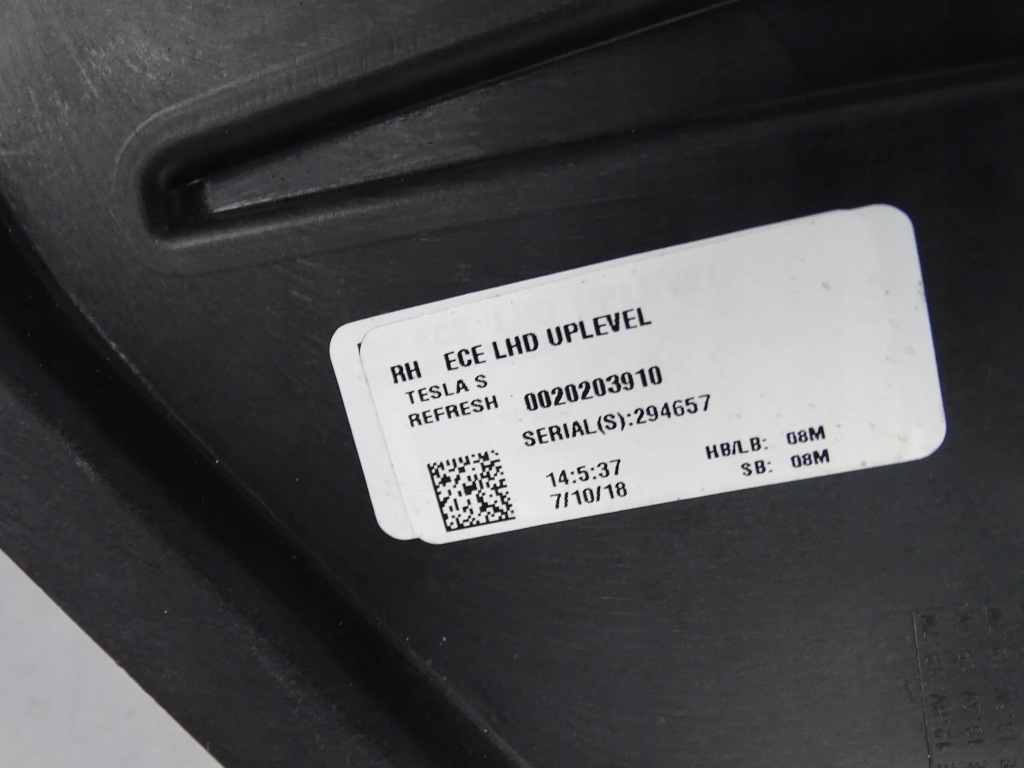 RH ECE LHD UPLEVEL
TESLA S
REFRESH 0020203910
SERIAL(S):294657
14:5:37 HB/LB: 08M
7/10/18 SB: 08M